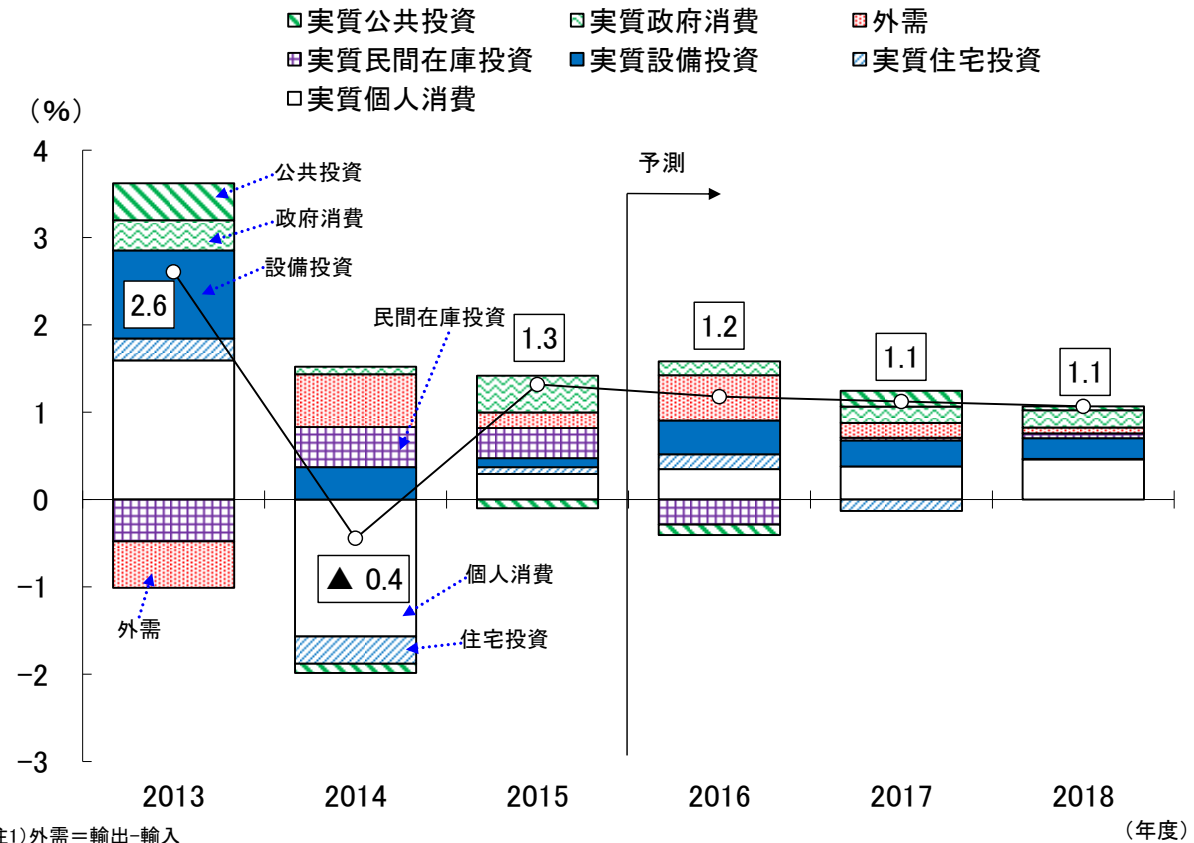 実質公共投資 実質政府消費 外需
実質民間在庫投資 実質設備投資 実質住宅投資
実質個人消費
（%）
4
3
2
1
0
-1
-2
-3
予測
公共投資
政府消費
設備投資
民間在庫投資
2.6
1.3
1.2
1.1
1.1
▲ 0.4
個人消費
住宅投資
外需
2013 2014 2015 2016 2017 2018
（年度）
注1)外需＝輸出-輸入